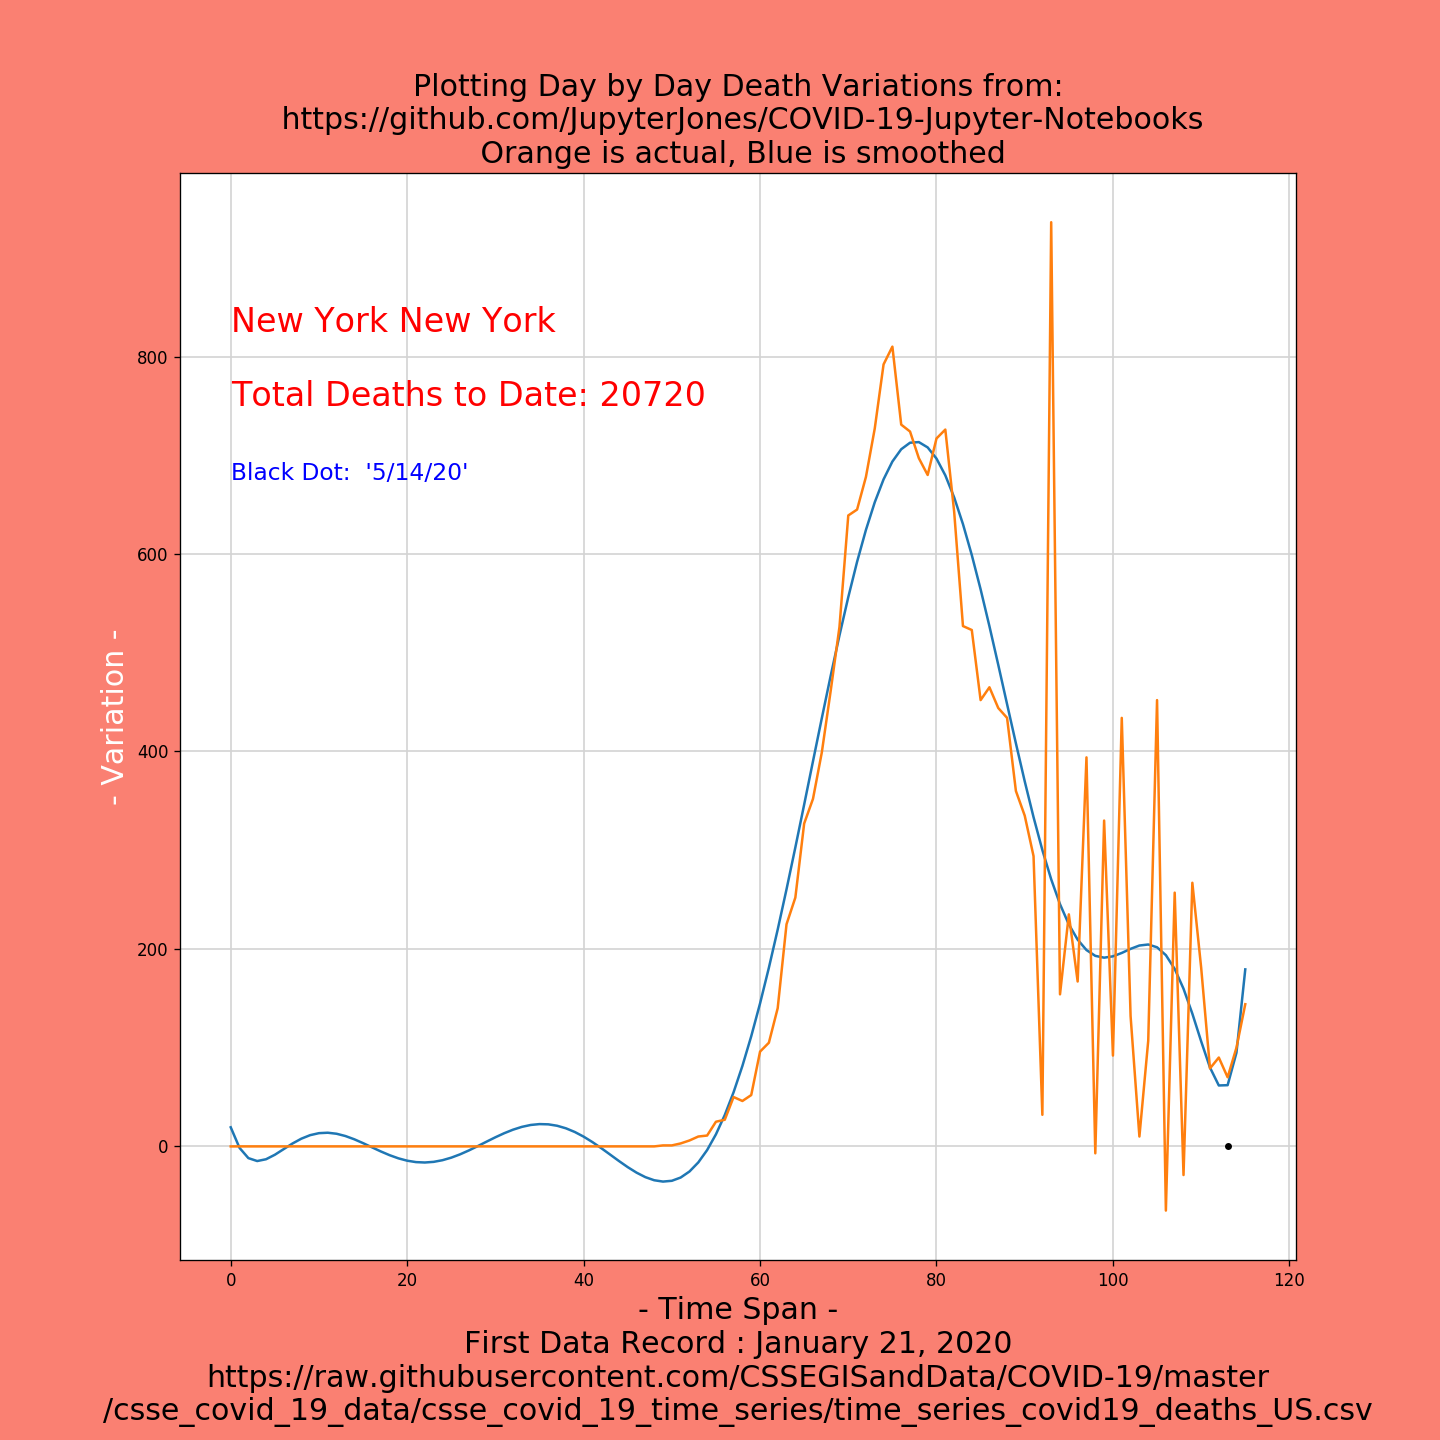 Plotting Day by Day Death Variations from:
https://github.com/JupyterJones/COVID-19-Jupyter-Notebooks
Orange is actual, Blue is smoothed
New York New York
Total Deaths to Date: 20720
Black Dot:  '5/14/20'
800
600
400
200
0
- Variation -
0 20 40 60 80 100 120
- Time Span -
First Data Record : January 21, 2020
https://raw.githubusercontent.com/CSSEGISandData/COVID-19/master
/csse_covid_19_data/csse_covid_19_time_series/time_series_covid19_deaths_US.csv